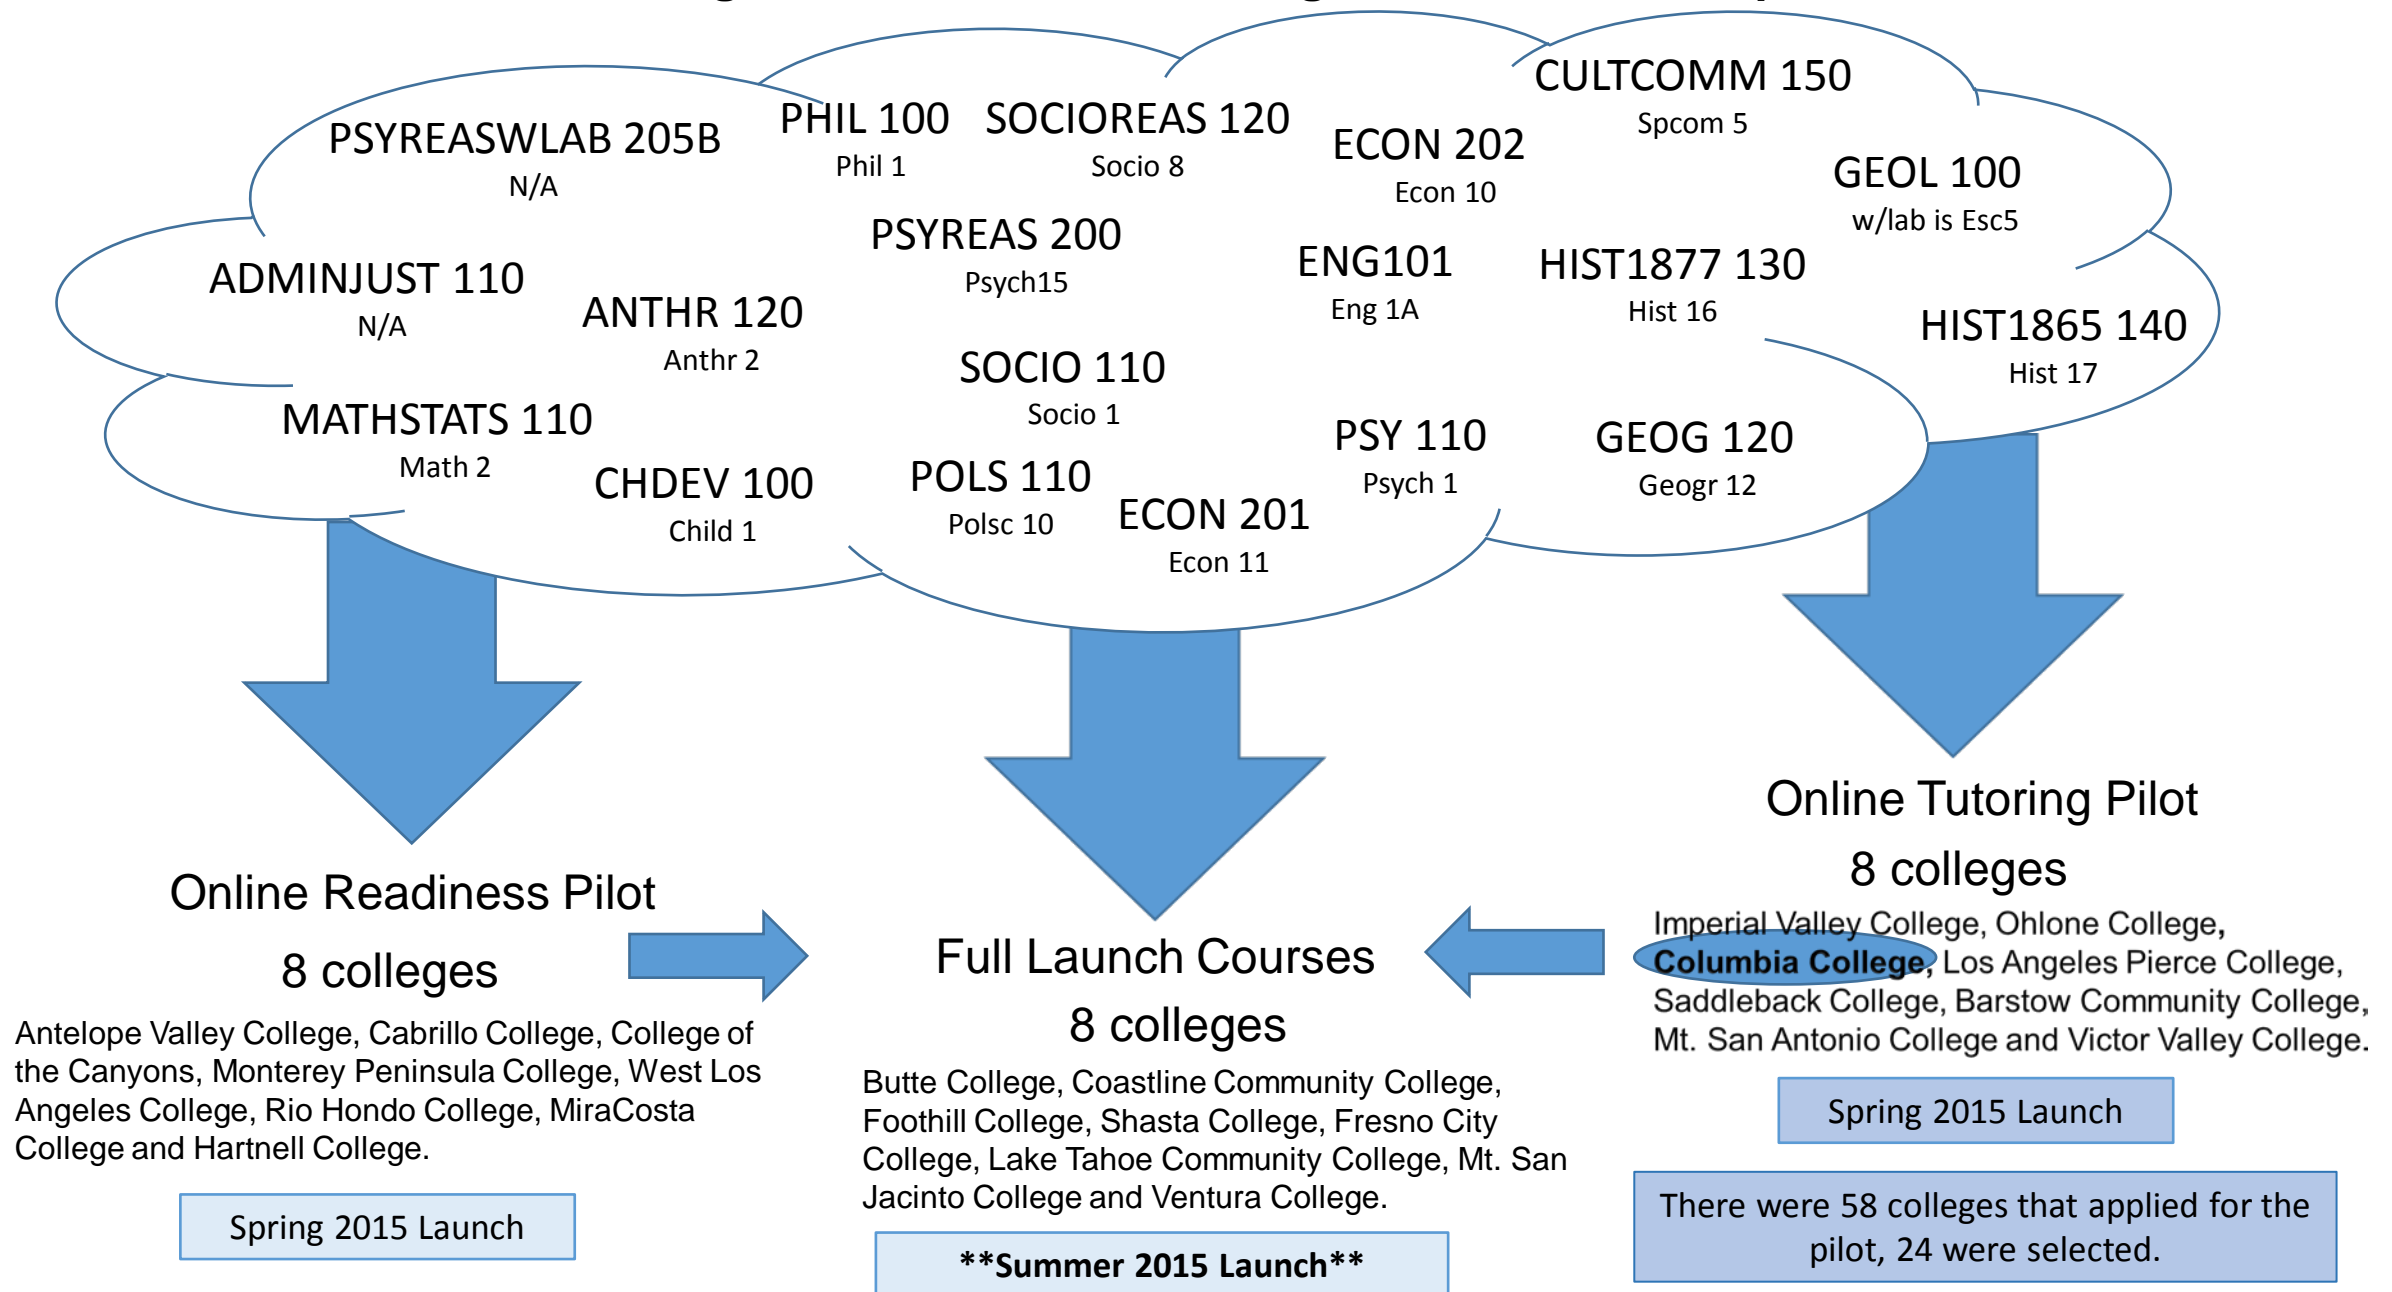 CULTCOMM 150
Spcom 5
PHIL 100
Phil 1
SOCIOREAS 120
Socio 8
PSYREASWLAB 205B
N/A
ECON 202
Econ 10
GEOL 100
w/lab is Esc5
PSYREAS 200
Psych15
ENG101
Eng 1A
HIST1877 130
Hist 16
ADMINJUST 110
N/A
ANTHR 120
Anthr 2
HIST1865 140
Hist 17
SOCIO 110
Socio 1
MATHSTATS 110
Math 2
PSY 110
Psych 1
GEOG 120
Geogr 12
CHDEV 100
Child 1
POLS 110
Polsc 10
ECON 201
Econ 11
Online Readiness Pilot
8 colleges
Antelope Valley College, Cabrillo College, College of
the Canyons, Monterey Peninsula College, West Los
Angeles College, Rio Hondo College, MiraCosta
College and Hartnell College.
Spring 2015 Launch
Full Launch Courses
8 colleges
Butte College, Coastline Community College,
Foothill College, Shasta College, Fresno City
College, Lake Tahoe Community College, Mt. San
Jacinto College and Ventura College.
**Summer 2015 Launch**
Online Tutoring Pilot
8 colleges
Imperial Valley College, Ohlone College,
Columbia College, Los Angeles Pierce College,
Saddleback College, Barstow Community College,
Mt. San Antonio College and Victor Valley College.
Spring 2015 Launch
There were 58 colleges that applied for the
pilot, 24 were selected.